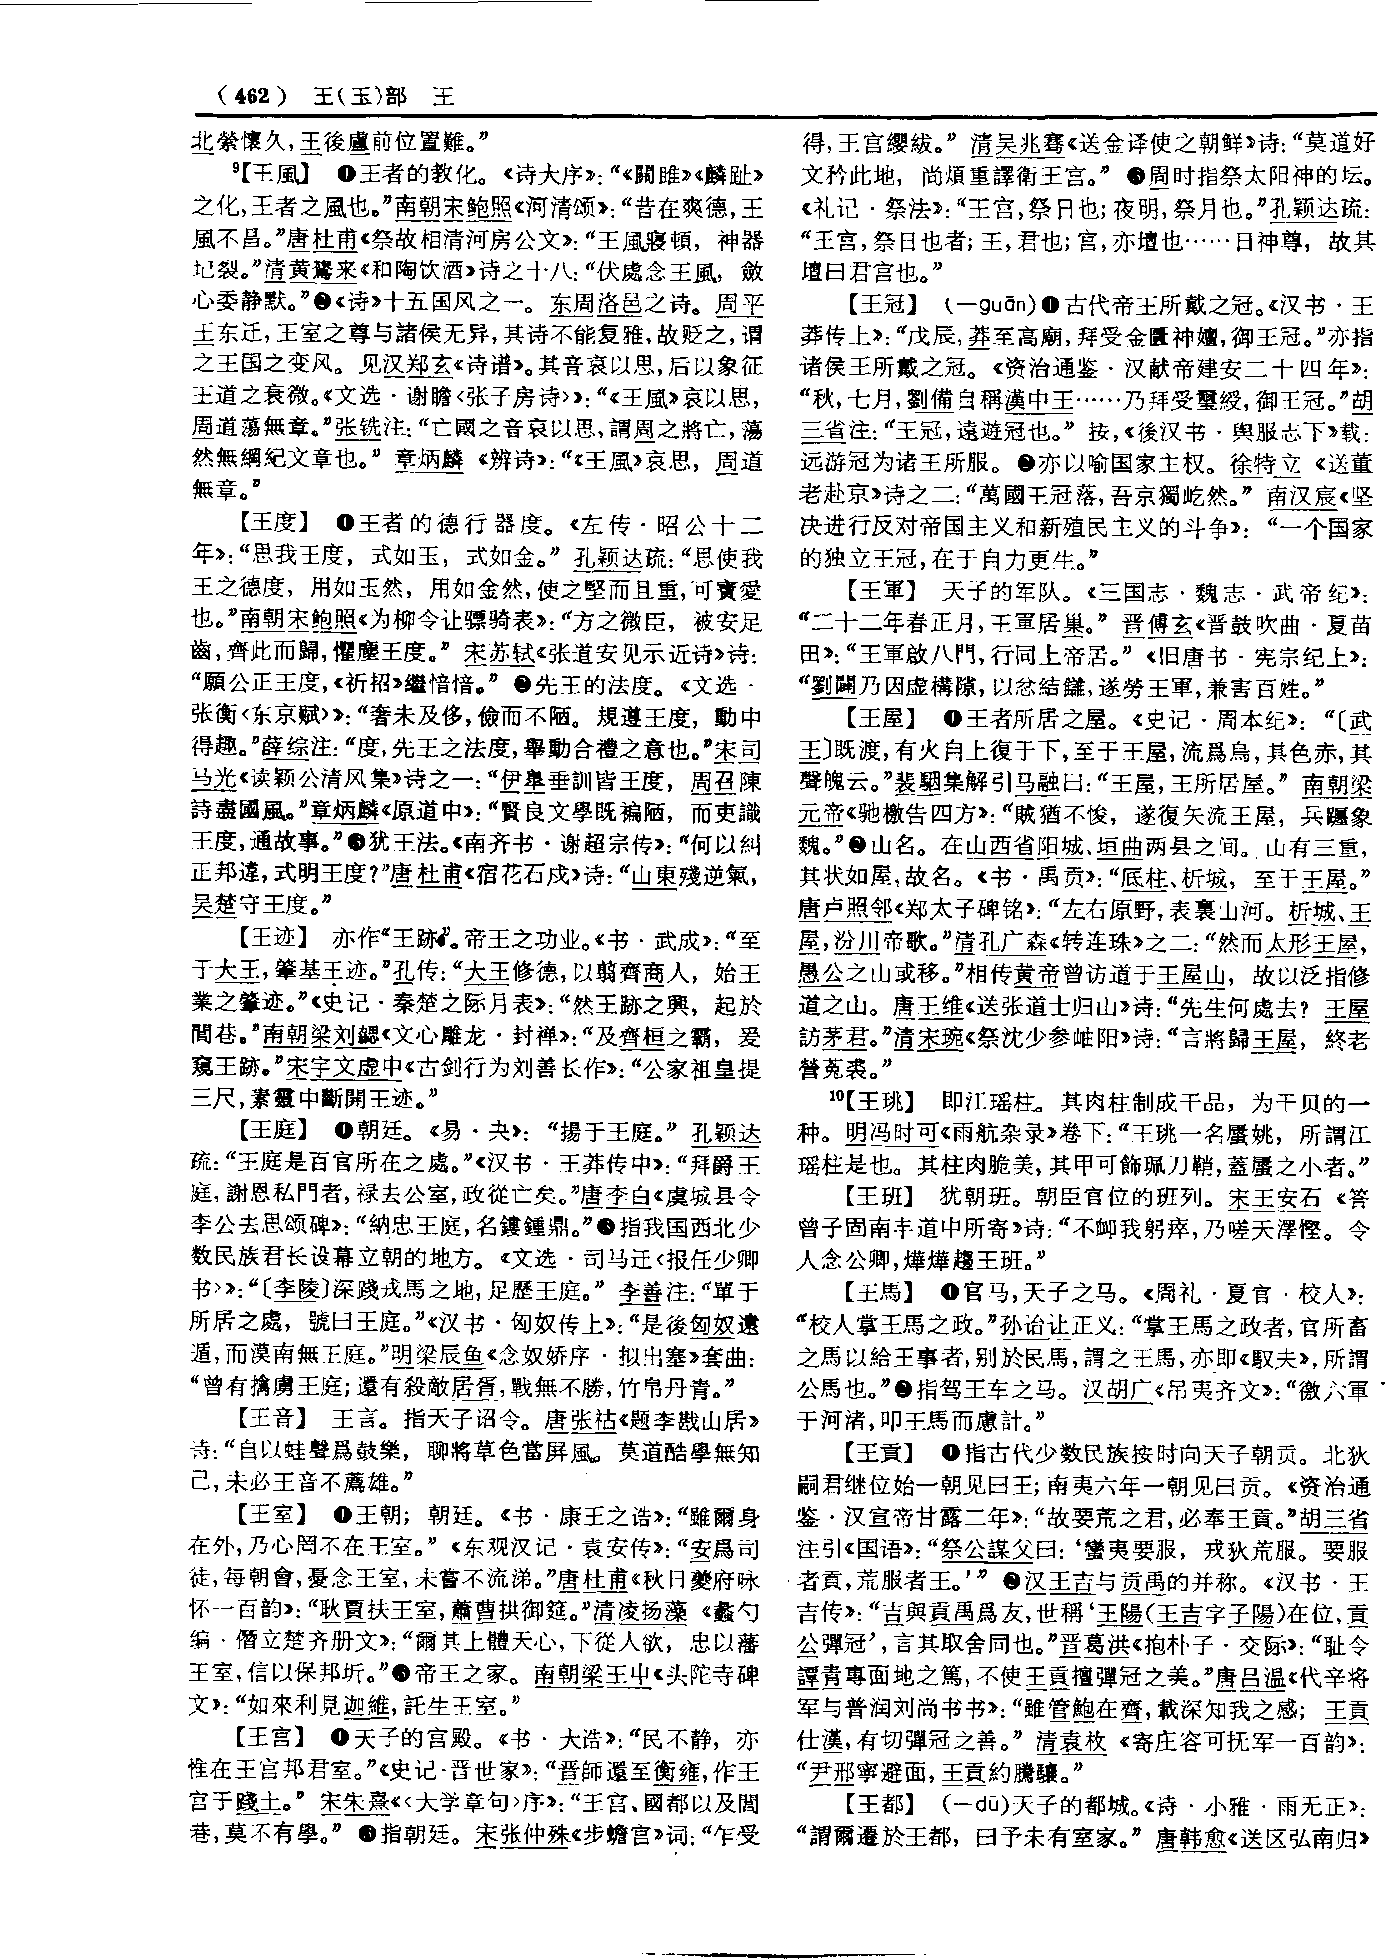 （462） 王(玉)部 王
北縈懷久，王後盧前位置難。”
⁹【王風】 ❶王者的教化。《诗大序》：“《關雎》《麟趾》
之化，王者之風也。”南朝宋鲍照《河清颂》：“昔在爽德，王
風不昌。”唐杜甫《祭故相清河房公文》：“王風寢頓，神器
圮裂。”清黄鷟来《和陶饮酒》诗之十八：“伏處念王風，斂
心委静默。”❷《诗》十五国风之一。东周洛邑之诗。周平
王东迁，王室之尊与諸侯无异，其诗不能复雅，故贬之，谓
之王国之变风。见汉郑玄《诗谱》。其音哀以思，后以象征
王道之衰微。《文选·谢瞻〈张子房诗〉》：“《王風》哀以思，
周道蕩無章。”张铣注：“亡國之音哀以思，謂周之將亡，蕩
然無綱紀文章也。” 章炳麟 《辨诗》：“《王風》哀思，周道
無章。”
【王度】 ❶王者的德行器度。《左传·昭公十二
年》：“思我王度，式如玉，式如金。” 孔颖达疏：“思使我
王之德度，用如玉然，用如金然，使之堅而且重，可寶愛
也。”南朝宋鲍照《为柳令让骠骑表》：“方之微臣，被安足
齒，齊此而歸，懼塵王度。” 宋苏轼《张道安见示近诗》诗：
“願公正王度，《祈招》繼愔愔。” ❷先王的法度。《文选·
张衡〈东京赋〉》：“奢未及侈，儉而不陋。規遵王度，動中
得趣。”薛综注：“度，先王之法度，舉動合禮之意也。”宋司
马光《读颖公清风集》诗之一：“伊皋垂訓皆王度，周召陳
詩盡國風。”章炳麟《原道中》：“賢良文學既褊陋，而吏識
王度，通故事。”❸犹王法。《南齐书·谢超宗传》：“何以糾
正邦違，式明王度？”唐杜甫《宿花石戍》诗：“山東殘逆氣，
吴楚守王度。”
【王迹】 亦作“王跡”。帝王之功业。《书·武成》：“至
于大王，肇基王迹。”孔传：“大王修德，以翦齊商人，始王
業之肇迹。”《史记·秦楚之际月表》：“然王跡之興，起於
閭巷。”南朝梁刘勰《文心雕龙·封禅》：“及齊桓之霸，爰
窺王跡。”宋宇文虚中《古剑行为刘善长作》：“公家祖皇提
三尺，素靈中斷開王迹。”
【王庭】 ❶朝廷。《易·夬》：“揚于王庭。” 孔颖达
疏：“王庭是百官所在之處。”《汉书·王莽传中》：“拜爵王
庭，謝恩私門者，禄去公室，政從亡矣。”唐李白《虞城县令
李公去思颂碑》：“納忠王庭，名鏤鍾鼎。”❷指我国西北少
数民族君长设幕立朝的地方。《文选·司马迁〈报任少卿
书〉》：“〔李陵〕深踐戎馬之地，足歷王庭。” 李善注：“單于
所居之處，號曰王庭。”《汉书·匈奴传上》：“是後匈奴遠
遁，而漠南無王庭。”明梁辰鱼《念奴娇序·拟出塞》套曲：
“曾有擒虜王庭；還有殺敵居胥，戰無不勝，竹帛丹青。”
【王音】 王言。指天子诏令。唐张祜《题李戡山居》
诗：“自以蛙聲爲鼓樂，聊將草色當屏風。莫道酷學無知
己，未必王音不薦雄。”
【王室】 ❶王朝；朝廷。《书·康王之诰》：“雖爾身
在外，乃心罔不在王室。” 《东观汉记·袁安传》：“安爲司
徒，每朝會，憂念王室，未嘗不流涕。”唐杜甫《秋日夔府咏
怀一百韵》：“耿賈扶王室，蕭曹拱御筵。”清凌扬藻 《蠡勺
编·僭立楚齐册文》：“爾其上體天心，下從人欲，忠以藩
王室，信以保邦圻。”❷帝王之家。南朝梁王屮《头陀寺碑
文》：“如來利見迦維，託生王室。”
【王宫】 ❶天子的宫殿。《书·大诰》：“民不静，亦
惟在王宫邦君室。”《史记·晋世家》：“晋師還至衡雍，作王
宫于踐土。” 宋朱熹《〈大学章句〉序》：“王宫、國都以及閭
巷，莫不有學。” ❷指朝廷。宋张仲殊《步蟾宫》词：“乍受
得，王宫纓紱。” 清吴兆骞《送金译使之朝鲜》诗：“莫道好
文矜此地，尚煩重譯衛王宫。” ❸周时指祭太阳神的坛。
《礼记·祭法》：“王宫，祭日也；夜明，祭月也。”孔颖达疏：
“王宫，祭日也者；王，君也；宫，亦壇也……日神尊，故其
壇曰君宫也。”
【王冠】 （—guān）❶古代帝王所戴之冠。《汉书·王
莽传上》：“戊辰，莽至高廟，拜受金匱神嬗，御王冠。”亦指
诸侯王所戴之冠。《资治通鉴·汉献帝建安二十四年》：
“秋，七月，劉備自稱漢中王……乃拜受璽綬，御王冠。”胡
三省注：“王冠，遠遊冠也。” 按，《後汉书·舆服志下》载：
远游冠为诸王所服。❷亦以喻国家主权。徐特立 《送董
老赴京》诗之二：“萬國王冠落，吾京獨屹然。” 南汉宸《坚
决进行反对帝国主义和新殖民主义的斗争》：“一个国家
的独立王冠，在于自力更生。”
【王軍】 天子的军队。《三国志·魏志·武帝纪》：
“二十二年春正月，王軍居巢。” 晋傅玄《晋鼓吹曲·夏苗
田》：“王軍啟八門，行同上帝居。” 《旧唐书·宪宗纪上》：
“劉闢乃因虚構隙，以忿結讎，遂勞王軍，兼害百姓。”
【王屋】 ❶王者所居之屋。《史记·周本纪》：“〔武
王〕既渡，有火自上復于下，至于王屋，流爲烏，其色赤，其
聲魄云。”裴駰集解引马融曰：“王屋，王所居屋。” 南朝梁
元帝《驰檄告四方》：“賊猶不悛，遂復矢流王屋，兵躔象
魏。”❷山名。在山西省阳城、垣曲两县之间。山有三重，
其状如屋，故名。《书·禹贡》：“厎柱、析城，至于王屋。”
唐卢照邻《郑太子碑铭》：“左右原野，表裏山河。析城、王
屋，汾川帝歌。”清孔广森《转连珠》之二：“然而太形王屋，
愚公之山或移。”相传黄帝曾访道于王屋山，故以泛指修
道之山。唐王维《送张道士归山》诗：“先生何處去？王屋
訪茅君。”清宋琬《祭沈少参岫阳》诗：“言將歸王屋，終老
營菟裘。”
¹⁰【王珧】 即江瑶柱。其肉柱制成干品，为干贝的一
种。明冯时可《雨航杂录》卷下：“王珧一名蜃姚，所謂江
瑶柱是也。其柱肉脆美，其甲可飾珮刀鞘，蓋蜃之小者。”
【王班】 犹朝班。朝臣官位的班列。宋王安石 《答
曾子固南丰道中所寄》诗：“不卹我躬瘁，乃嗟天澤慳。令
人念公卿，燁燁趨王班。”
【王馬】 ❶官马，天子之马。《周礼·夏官·校人》：
“校人掌王馬之政。”孙诒让正义：“掌王馬之政者，官所畜
之馬以給王事者，别於民馬，謂之王馬，亦即《馭夫》，所謂
公馬也。”❷指驾王车之马。汉胡广《吊夷齐文》：“徼六軍
于河渚，叩王馬而慮計。”
【王貢】 ❶指古代少数民族按时向天子朝贡。北狄
嗣君继位始一朝见曰王；南夷六年一朝见曰贡。《资治通
鉴·汉宣帝甘露二年》：“故要荒之君，必奉王貢。”胡三省
注引《国语》：“祭公謀父曰：‘蠻夷要服，戎狄荒服。要服
者貢，荒服者王。’” ❷汉王吉与贡禹的并称。《汉书·王
吉传》：“吉與貢禹爲友，世稱‘王陽（王吉字子陽）在位，貢
公彈冠’，言其取舍同也。”晋葛洪《抱朴子·交际》：“耻令
譚青專面地之篤，不使王貢擅彈冠之美。”唐吕温《代辛将
军与普润刘尚书书》：“雖管鮑在齊，載深知我之感；王貢
仕漢，有切彈冠之善。” 清袁枚 《寄庄容可抚军一百韵》：
“尹邢寧避面，王貢約騰驤。”
【王都】 （—dū）天子的都城。《诗·小雅·雨无正》：
“謂爾遷於王都，曰予未有室家。” 唐韩愈《送区弘南归》